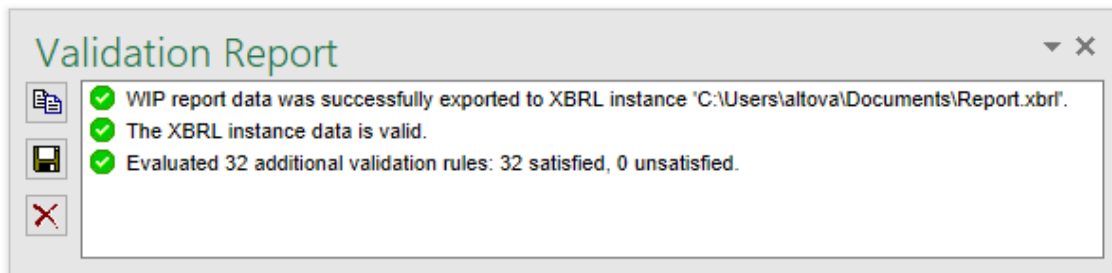 Validation Report
WIP report data was successfully exported to XBRL instance 'C:\Users\altova\Documents\Report.xbrl'.
The XBRL instance data is valid.
Evaluated 32 additional validation rules: 32 satisfied, 0 unsatisfied.